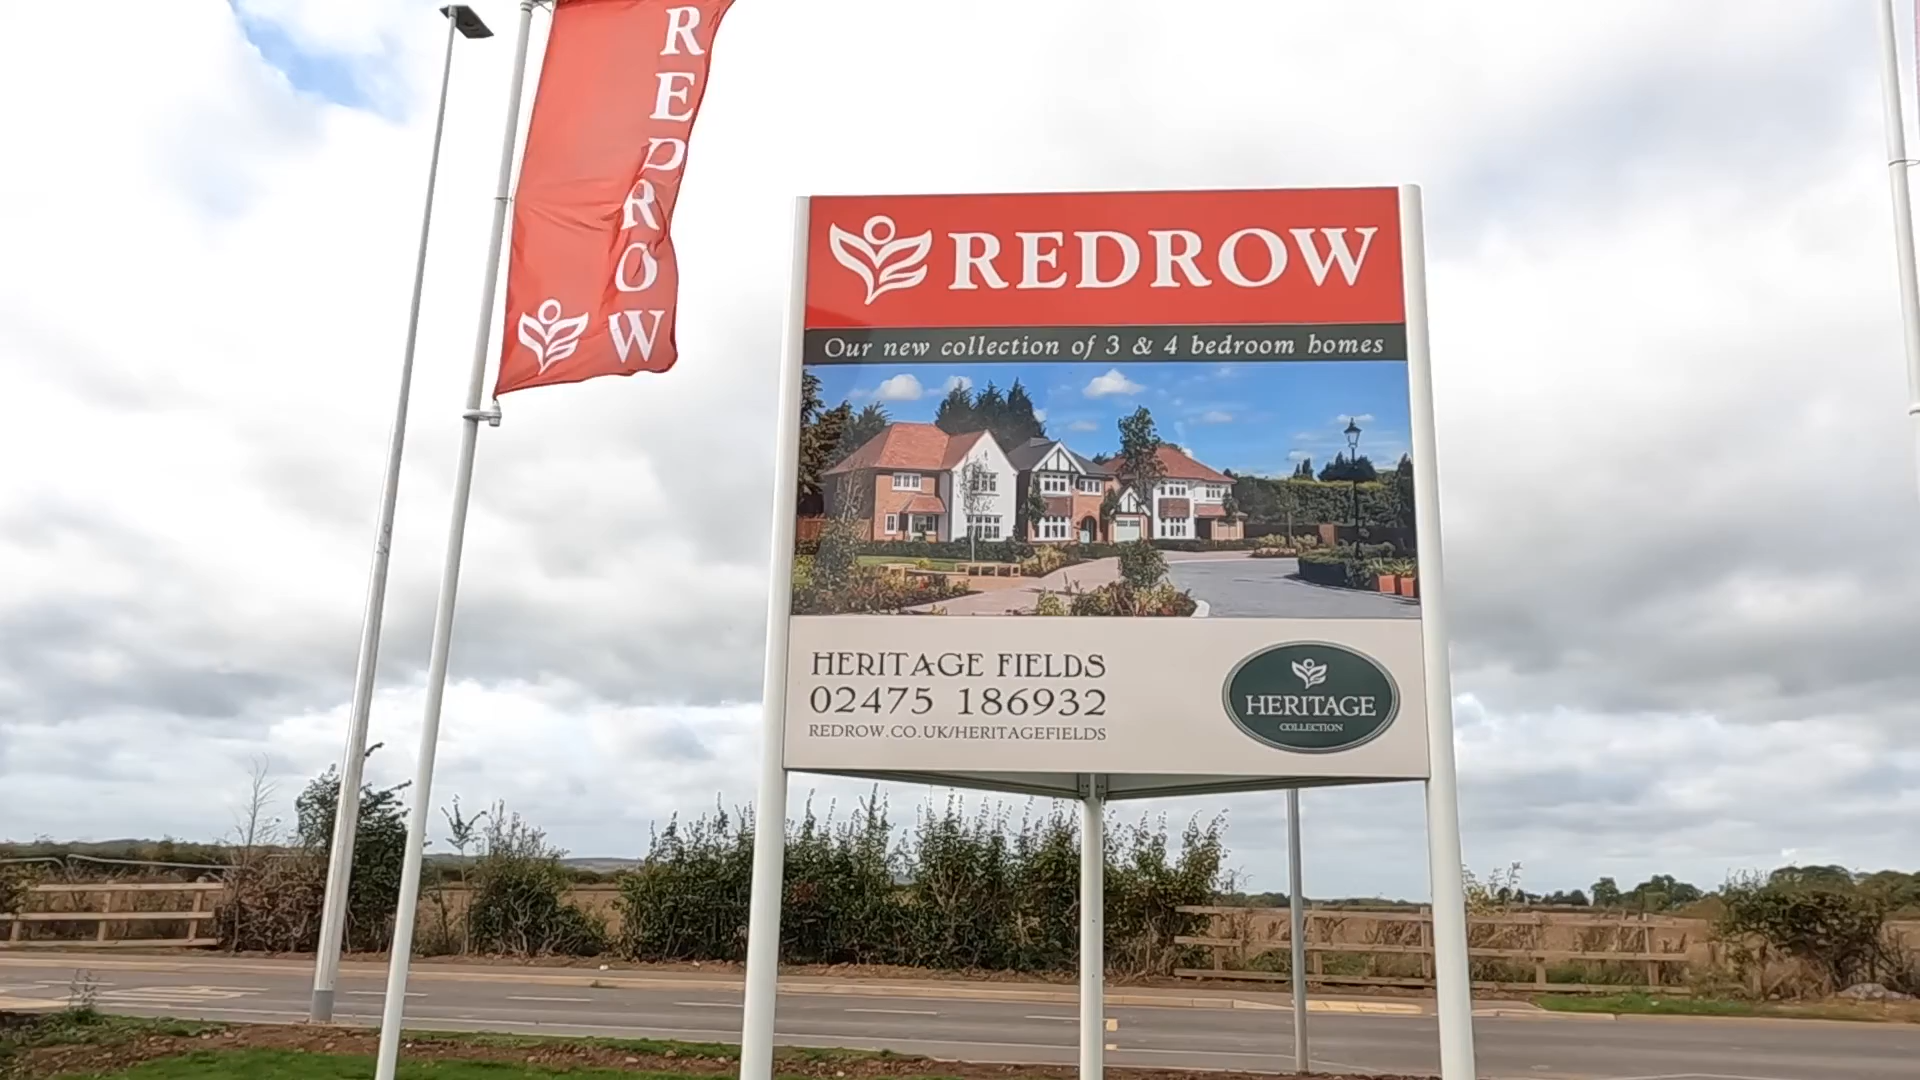 REDROW
REDROW
Our new collection of 3 & 4 bedroom homes
HERITAGE FIELDS
02475 186932
REDROW.CO.UK/HERITAGEFIELDS
HERITAGE
COLLECTION